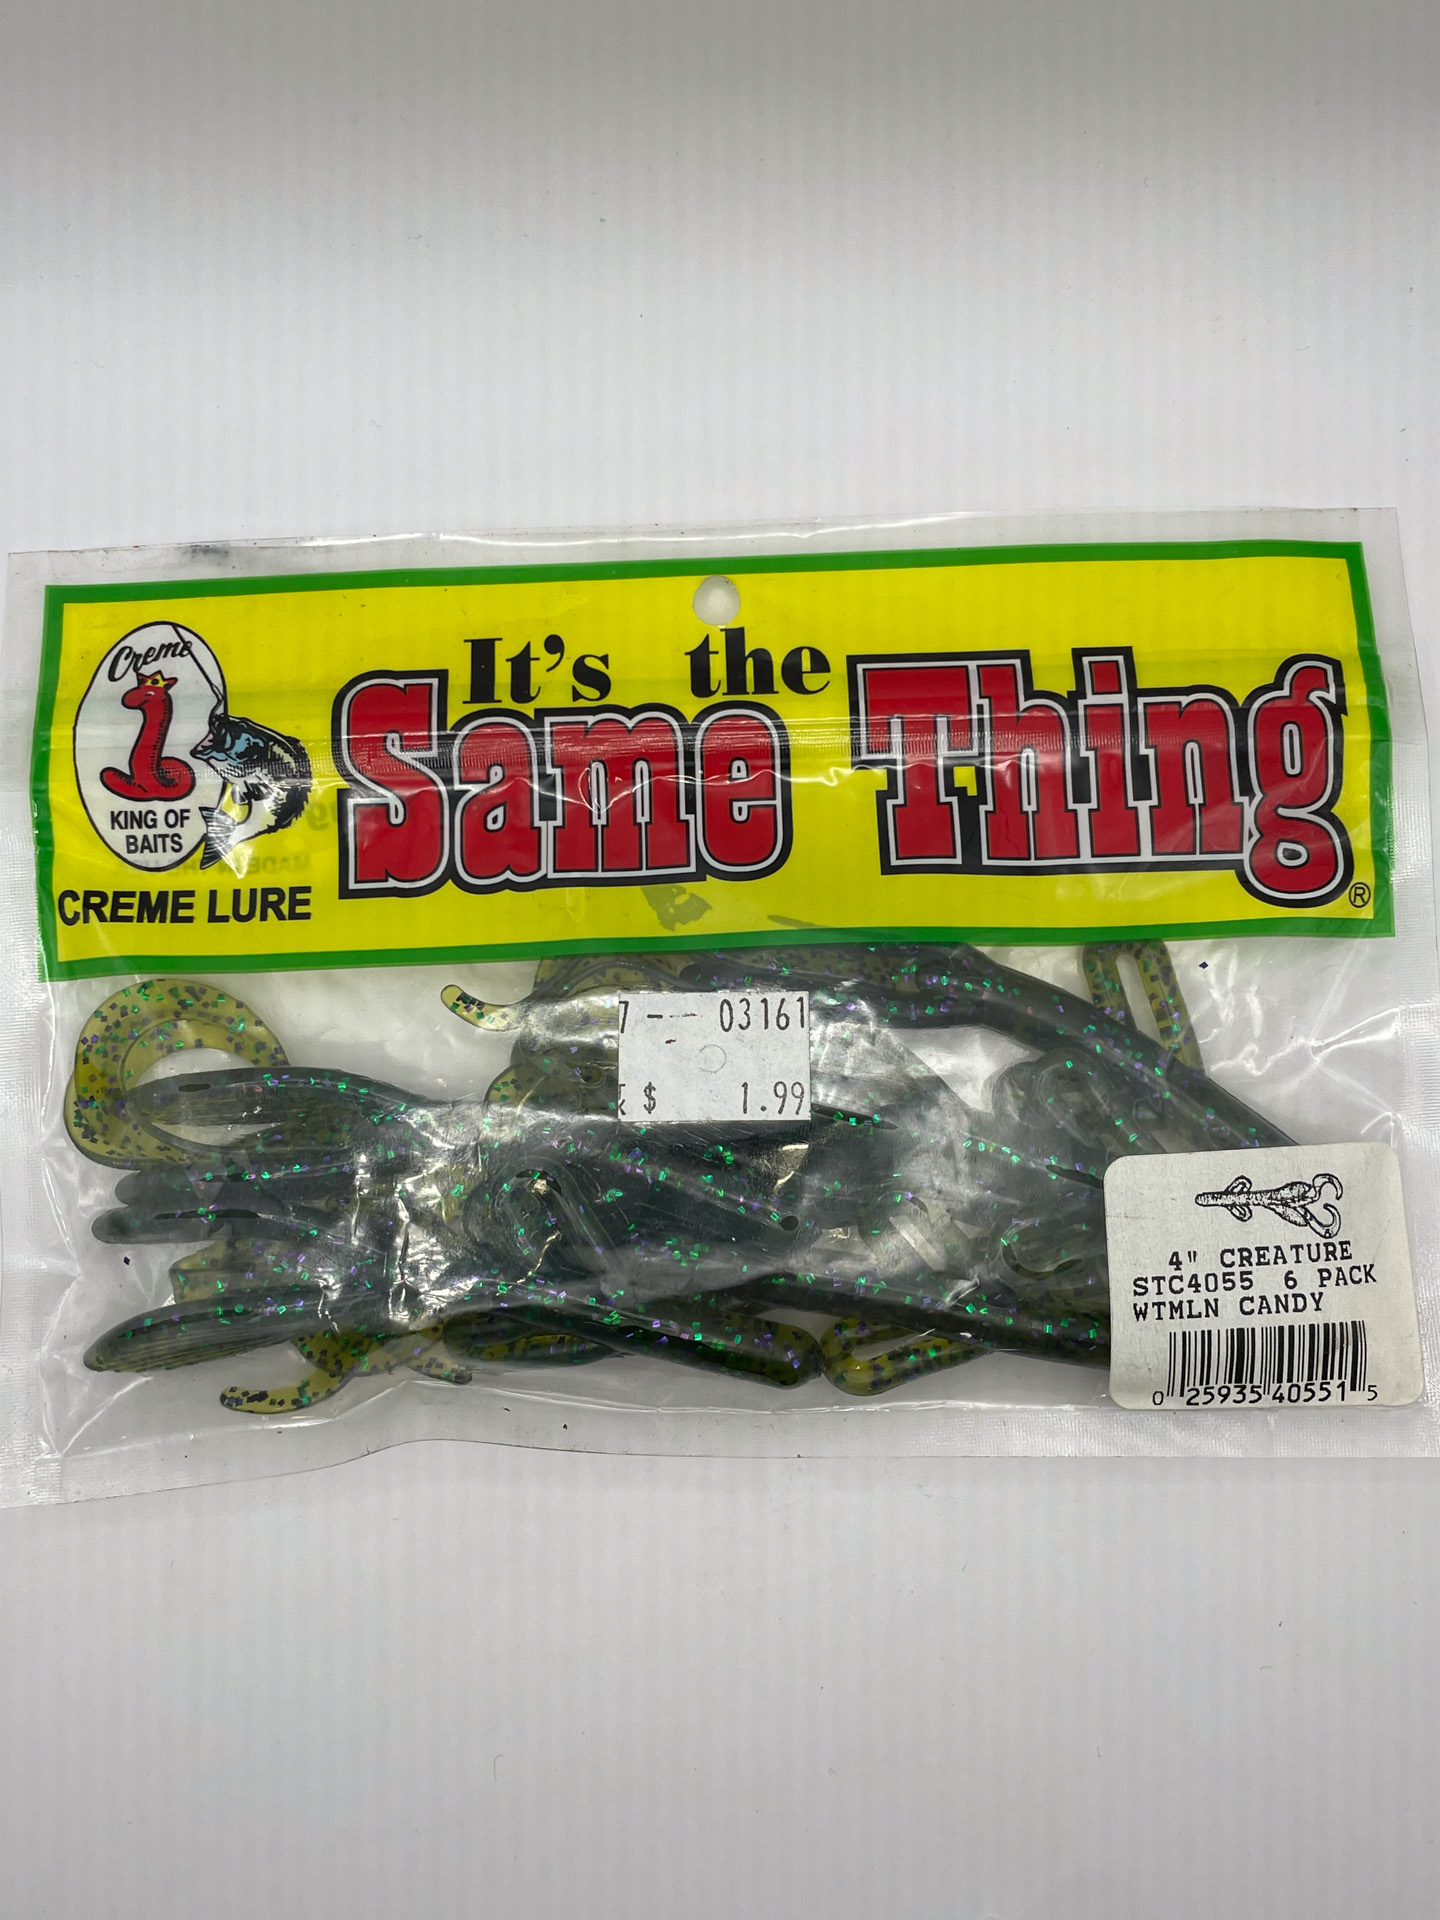 It's the
Same Thing
®
Creme
KING OF
BAITS
CREME LURE
7 -- 03161
$ 1.99
4" CREATURE
STC4055 6 PACK
WTMLN CANDY
0 25935 40551 5